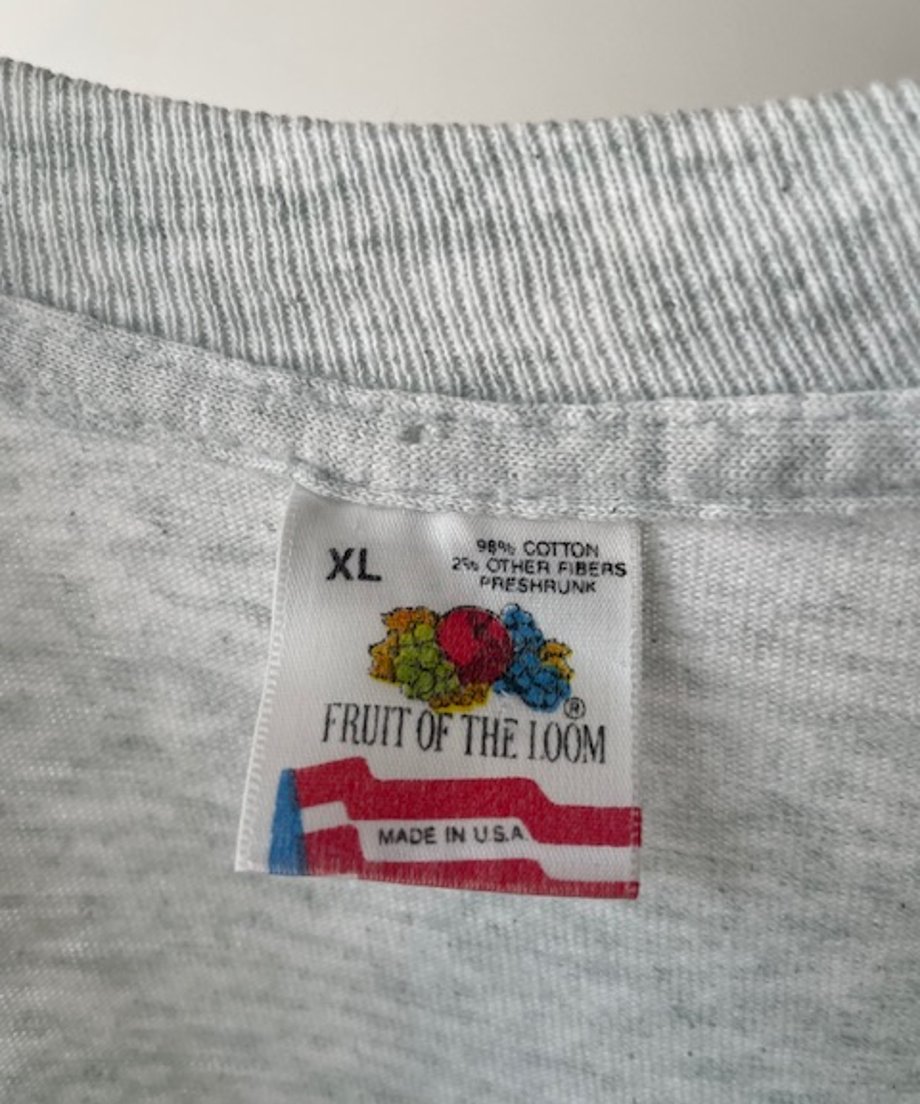 XL
98% COTTON
2% OTHER FIBERS
PRESHRUNK
FRUIT OF THE LOOM
®
MADE IN U.S.A.